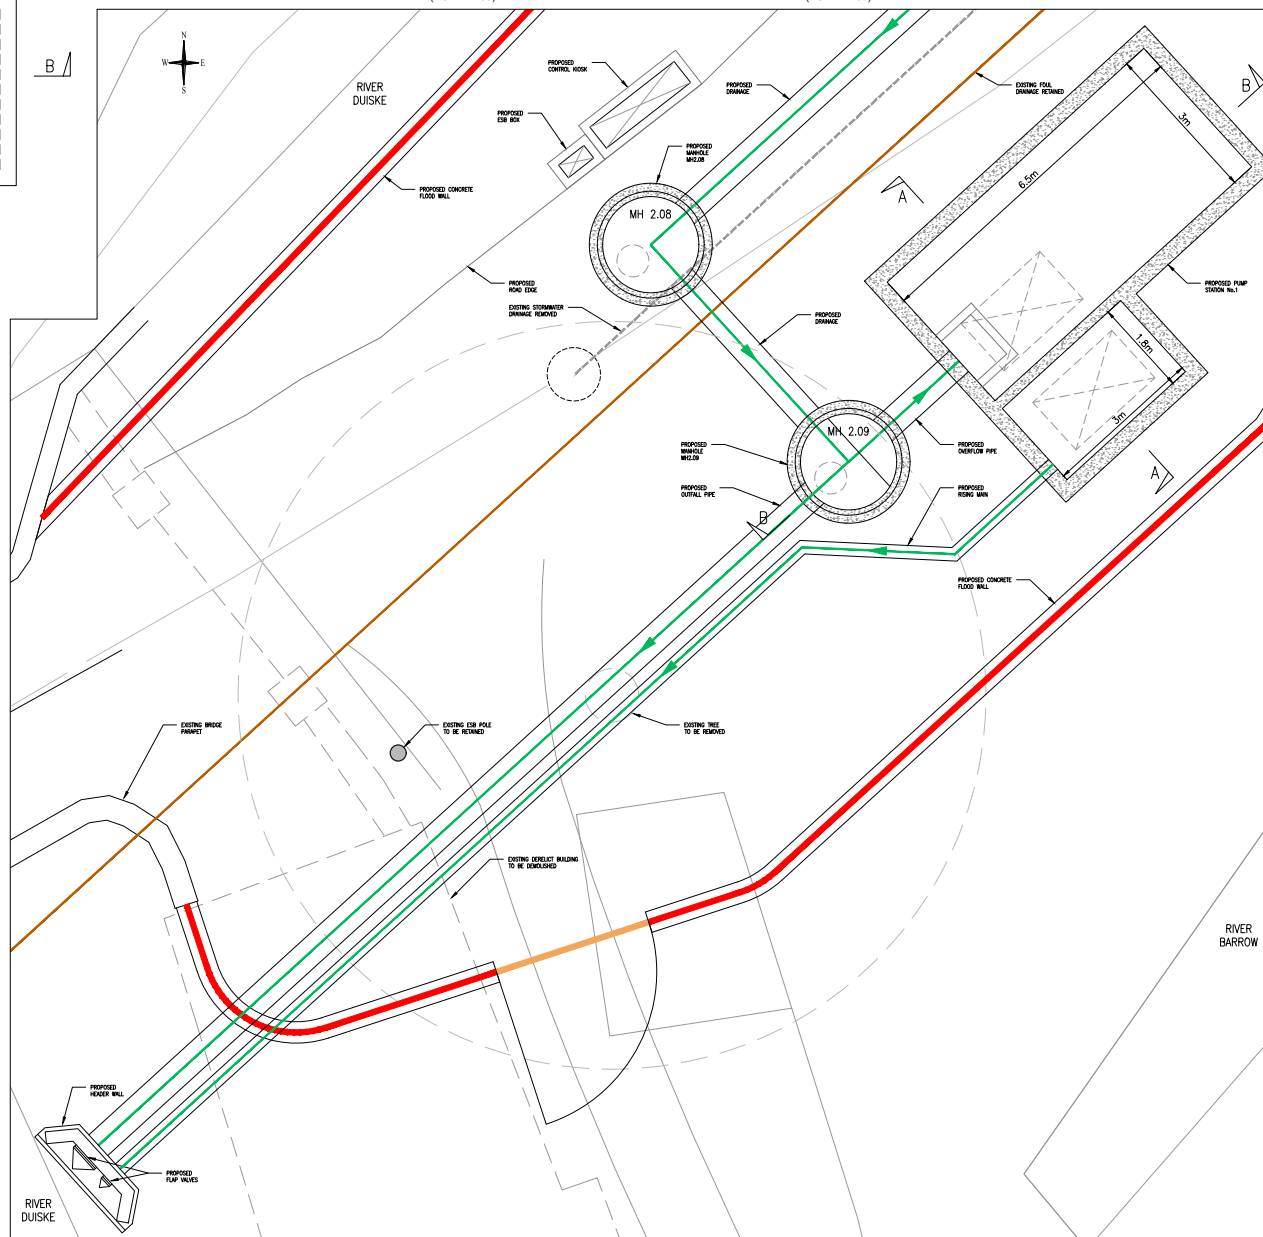 B
N
W E
S
RIVER
DUISKE
PROPOSED
CONTROL KIOSK
PROPOSED
ESB BOX
PROPOSED
DRAINAGE
EXISTING FOUL
DRAINAGE RETAINED
B
3m
6.5m
PROPOSED
MANHOLE
MH2.08
PROPOSED CONCRETE
FLOOD WALL
A
MH 2.08
PROPOSED
ROAD EDGE
EXISTING STORMWATER
DRAINAGE REMOVED
PROPOSED
DRAINAGE
PROPOSED PUMP
STATION No.1
1.8m
3m
MH 2.09
PROPOSED
MANHOLE
MH2.09
PROPOSED
OVERFLOW PIPE
PROPOSED
OUTFALL PIPE
PROPOSED
RISING MAIN
A
B
PROPOSED CONCRETE
FLOOD WALL
EXISTING BRIDGE
PARAPET
EXISTING ESB POLE
TO BE RETAINED
EXISTING TREE
TO BE REMOVED
EXISTING DERELICT BUILDING
TO BE DEMOLISHED
RIVER
BARROW
PROPOSED
HEADER WALL
PROPOSED
FLAP VALVES
RIVER
DUISKE